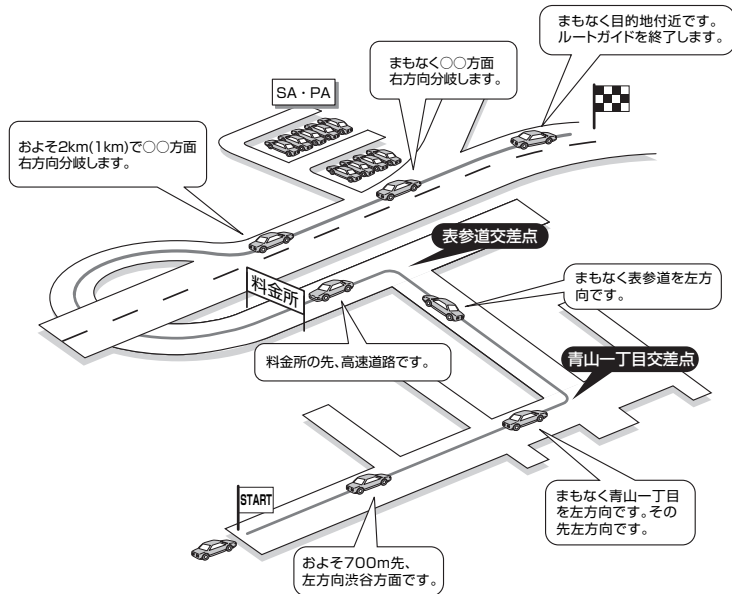 まもなく目的地付近です。
ルートガイドを終了します。
まもなく○○方面
右方向分岐します。
SA・PA
およそ2km(1km)で○○方面
右方向分岐します。
表参道交差点
料金所
まもなく表参道を左方
向です。
料金所の先、高速道路です。
青山一丁目交差点
START
まもなく青山一丁目
を左方向です。その
先左方向です。
およそ700m先、
左方向渋谷方面です。